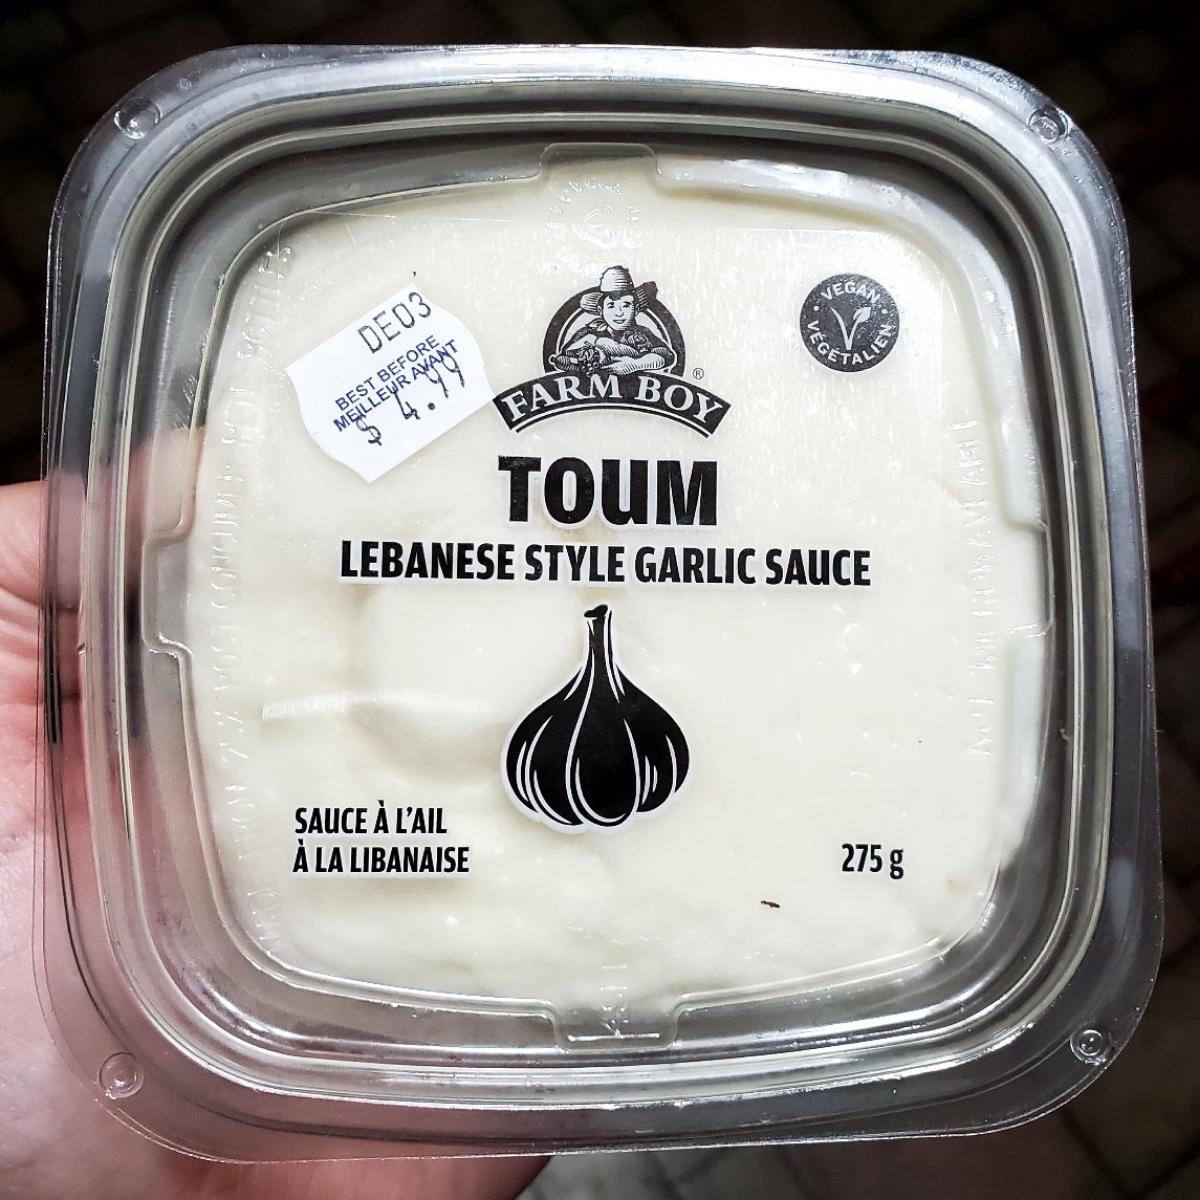 DE03
BEST BEFORE
MEILLEUR AVANT
$ 4.99
FARM BOY®
VEGAN
VÉGÉTALIEN
TOUM
LEBANESE STYLE GARLIC SAUCE
SAUCE À L'AIL
À LA LIBANAISE
275 g